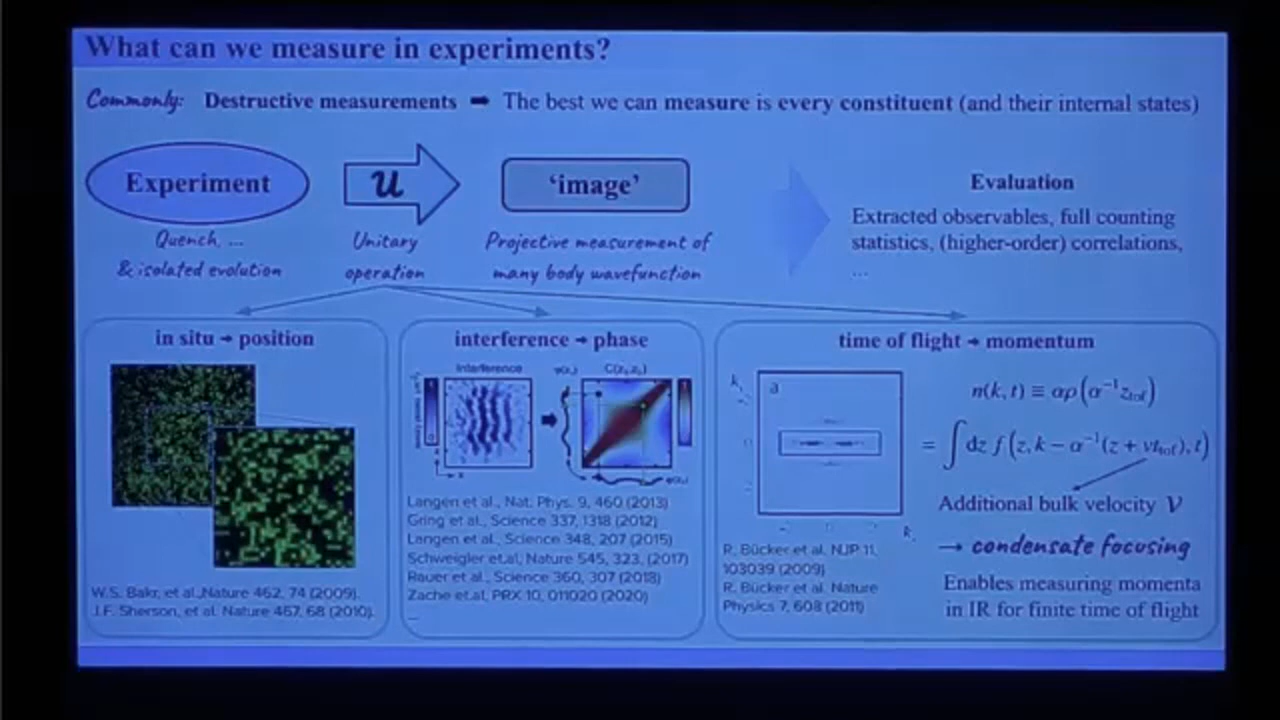 What can we measure in experiments?
Commonly: Destructive measurements ➡ The best we can measure is every constituent (and their internal states)
Experiment
U
'image'
Evaluation
Extracted observables, full counting
statistics, (higher-order) correlations,
...
Quench, ...
& isolated evolution
Unitary
operation
Projective measurement of
many body wavefunction
in situ → position
W.S. Bakr, et al., Nature 462, 74 (2009).
J.F. Sherson, et al. Nature 467, 68 (2010).
interference → phase
Interference
C(z₁, z₂)
Langen et al., Nat. Phys. 9, 460 (2013)
Gring et al., Science 337, 1318 (2012)
Langen et al., Science 348, 207 (2015)
Schweigler et.al, Nature 545, 323, (2017)
Rauer et al., Science 360, 307 (2018)
Zache et.al, PRX 10, 011020 (2020)
...
time of flight → momentum
a
R. Bücker et al. NJP 11,
103039 (2009)
R. Bücker et al. Nature
Physics 7, 608 (2011)
n(k, t) ≡ αρ(α⁻¹z_tof)
= ∫ dz f(z, k − α⁻¹(z + vt_tof), t)
Additional bulk velocity V
→ condensate focusing
Enables measuring momenta
in IR for finite time of flight